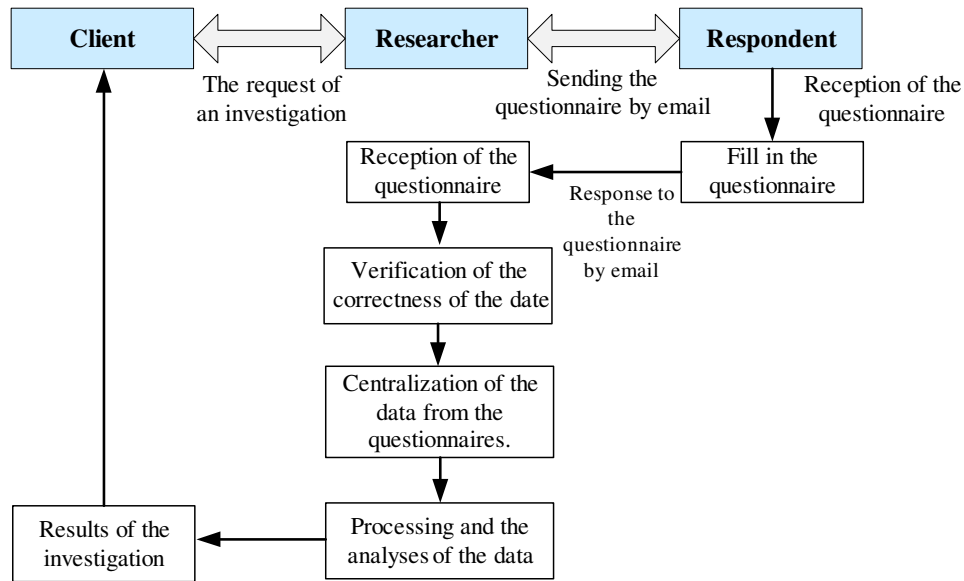 Client
Researcher
Respondent
The request of
an investigation
Sending the
questionnaire by email
Reception of the
questionnaire
Reception of the
questionnaire
Fill in the
questionnaire
Response to
the
questionnaire
by email
Verification of the
correctness of the date
Centralization of the
data from the
questionnaires.
Results of the
investigation
Processing and the
analyses of the data